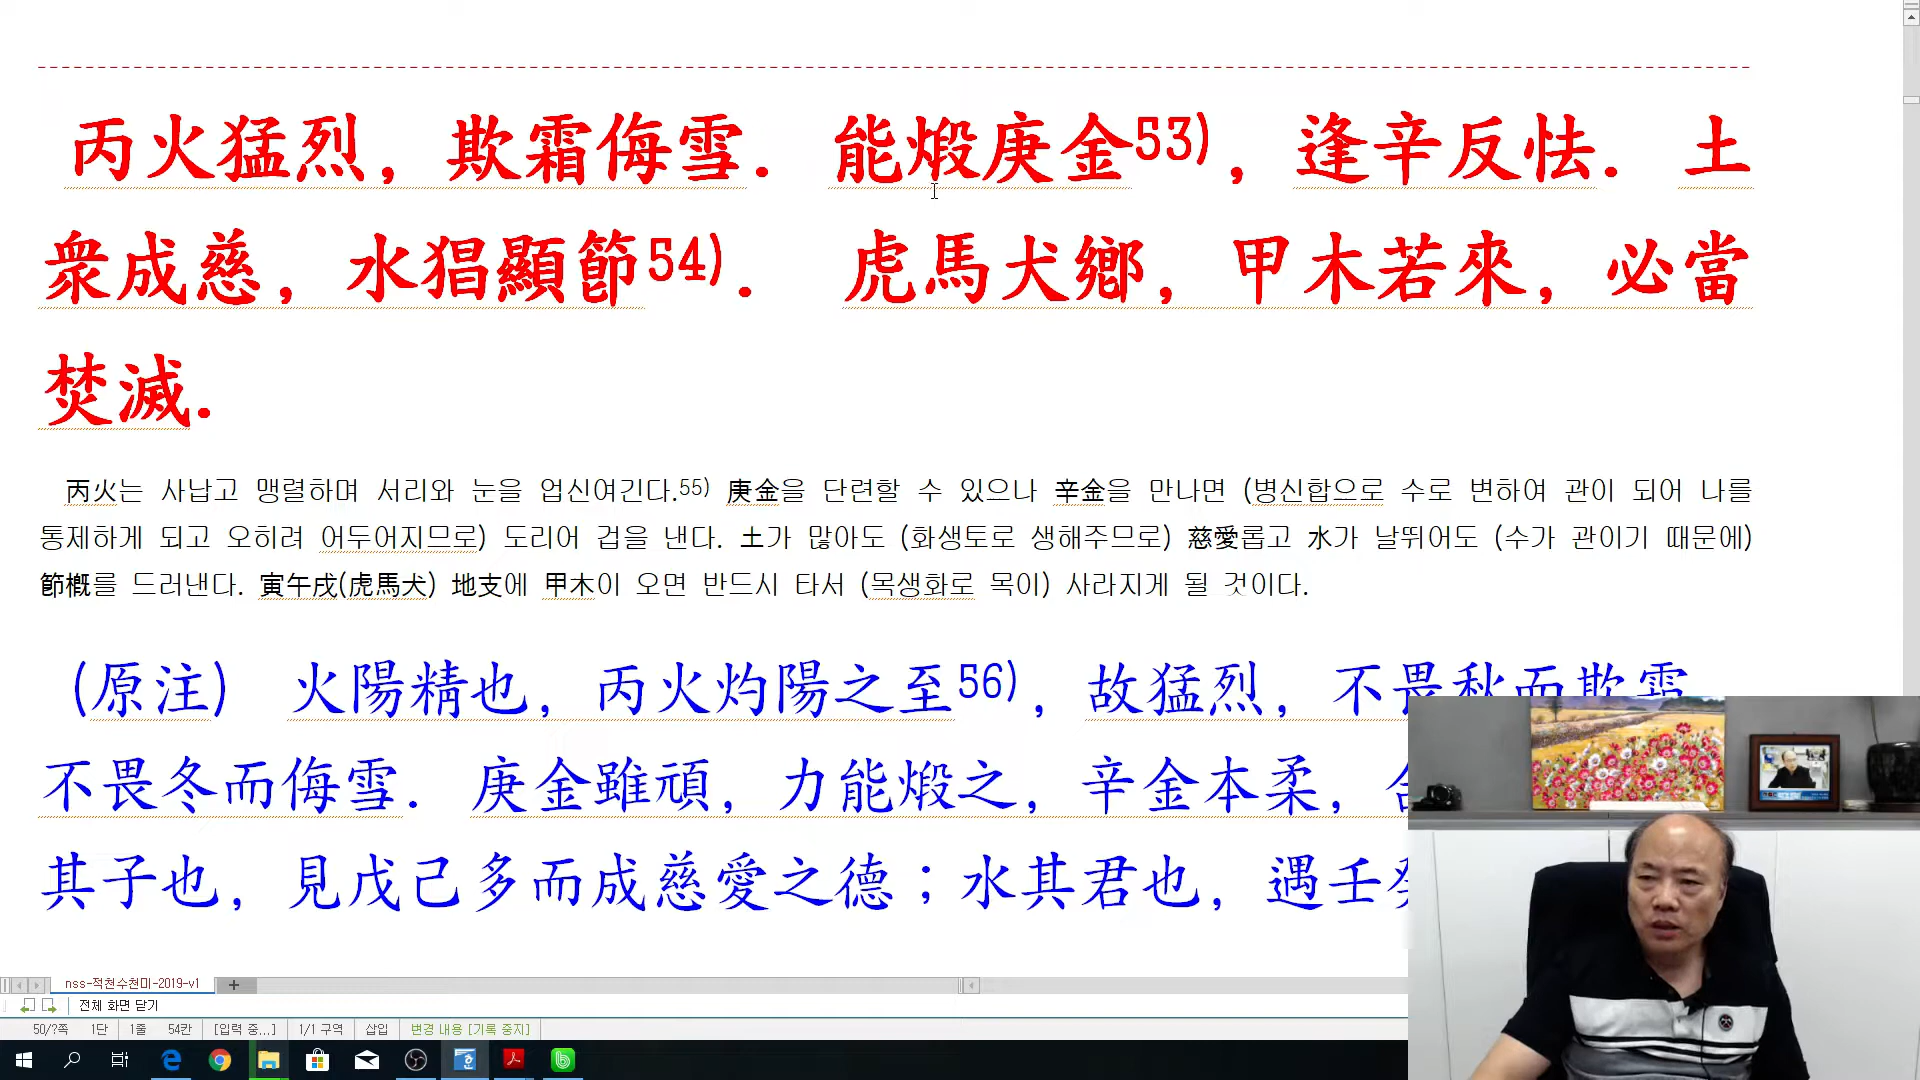 丙火猛烈, 欺霜侮雪. 能煅庚金53), 逢辛反怯. 土
衆成慈, 水猖顯節54). 虎馬犬鄕, 甲木若來, 必當
焚滅.
丙火는 사납고 맹렬하며 서리와 눈을 업신여긴다.55) 庚金을 단련할 수 있으나 辛金을 만나면 (병신합으로 수로 변하여 관이 되어 나를
통제하게 되고 오히려 어두어지므로) 도리어 겁을 낸다. 土가 많아도 (화생토로 생해주므로) 慈愛롭고 水가 날뛰어도 (수가 관이기 때문에)
節槪를 드러낸다. 寅午戌(虎馬犬) 地支에 甲木이 오면 반드시 타서 (목생화로 목이) 사라지게 될 것이다.
(原注) 火陽精也, 丙火灼陽之至56), 故猛烈, 不畏秋而欺霜
不畏冬而侮雪. 庚金雖頑, 力能煅之, 辛金本柔, 合
其子也, 見戊己多而成慈愛之德；水其君也, 遇壬癸
nss-적천수천미-2019-v1
전체 화면 닫기
50/?쪽 1단 1줄 54칸 [입력 중...] 1/1 구역 삽입 변경 내용 [기록 중지]